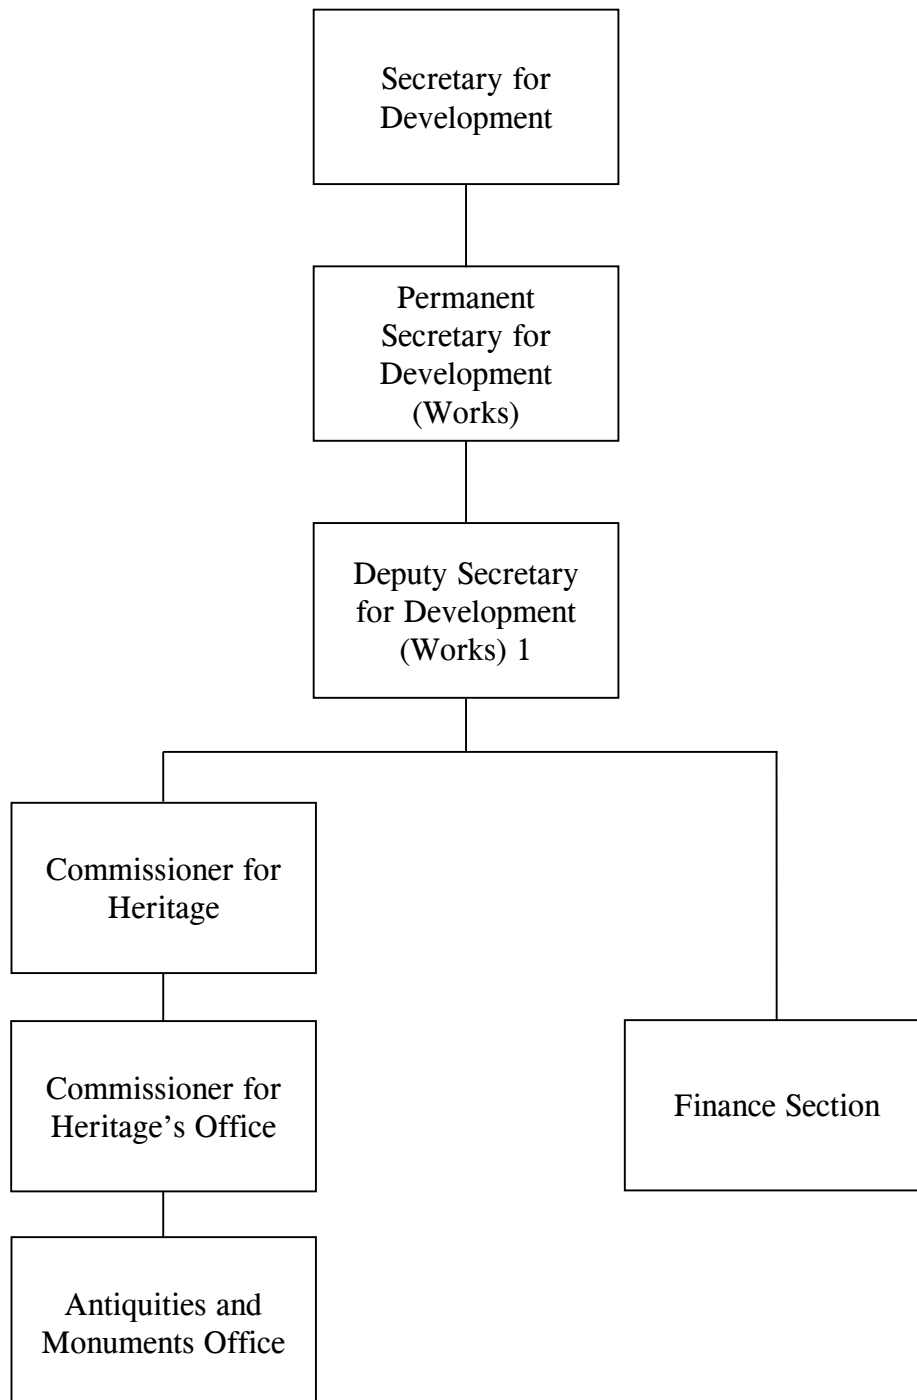 Secretary for
Development
Permanent
Secretary for
Development
(Works)
Deputy Secretary
for Development
(Works) 1
Commissioner for
Heritage
Commissioner for
Heritage’s Office
Finance Section
Antiquities and
Monuments Office